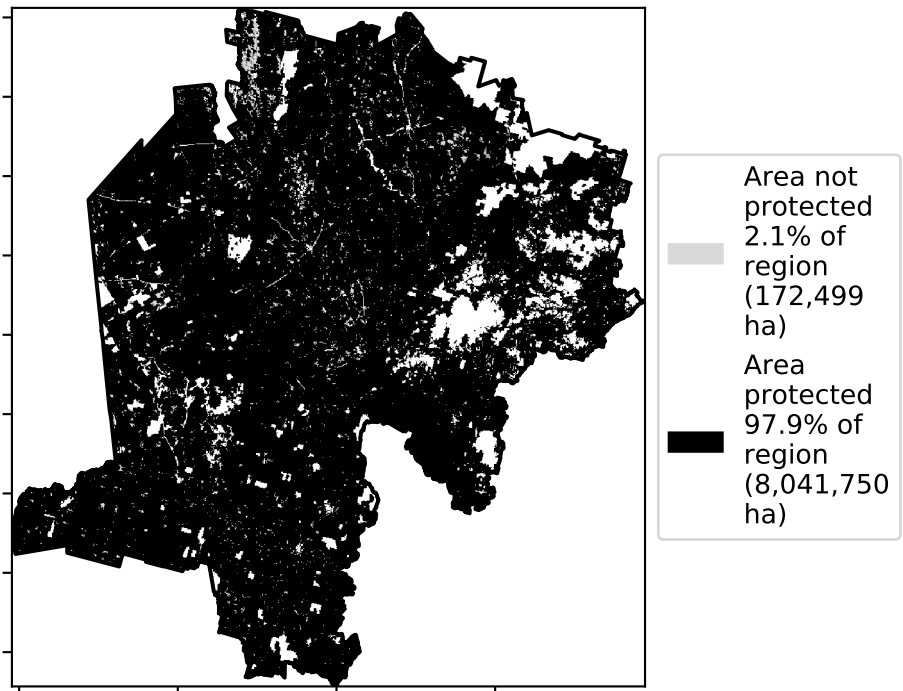 Area not
protected
2.1% of
region
(172,499
ha)
Area
protected
97.9% of
region
(8,041,750
ha)